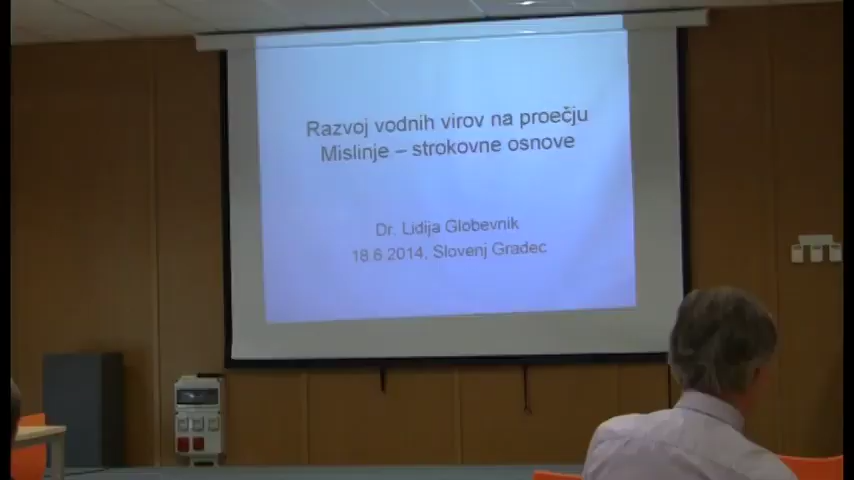 Razvoj vodnih virov na proečju
Mislinje – strokovne osnove
Dr. Lidija Globevnik
18.6 2014, Slovenj Gradec